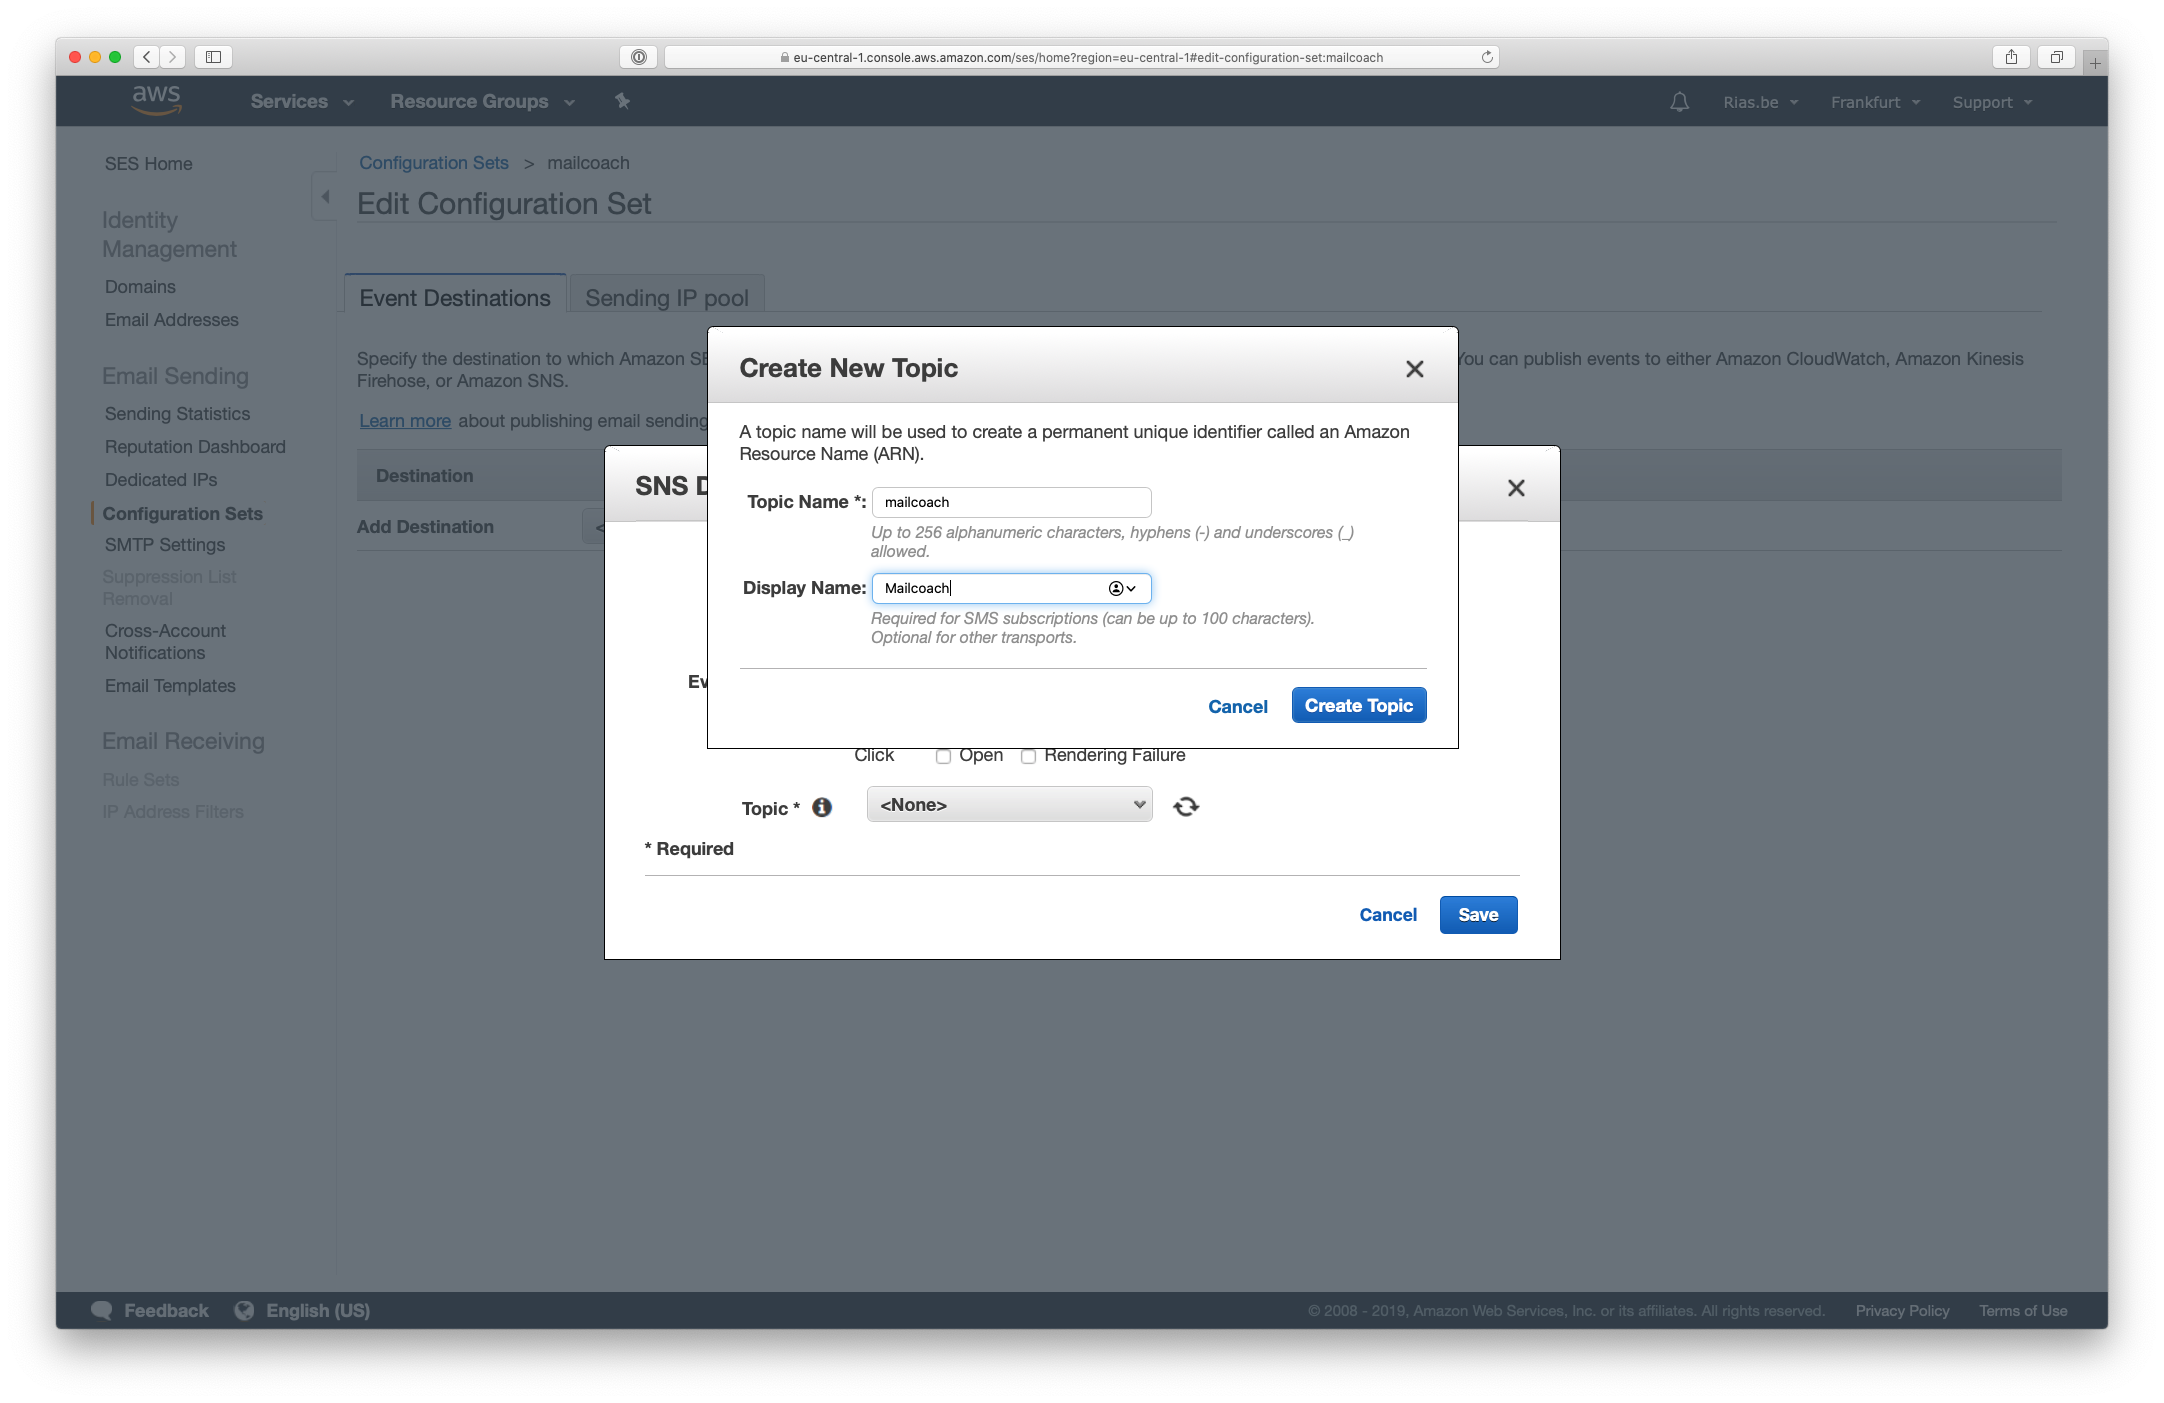 eu-central-1.console.aws.amazon.com/ses/home?region=eu-central-1#edit-configuration-set:mailcoach
aws
Services
Resource Groups
Rias.be
Frankfurt
Support
SES Home
Identity
Management
Domains
Email Addresses
Email Sending
Sending Statistics
Reputation Dashboard
Dedicated IPs
Configuration Sets
SMTP Settings
Suppression List
Removal
Cross-Account
Notifications
Email Templates
Email Receiving
Rule Sets
IP Address Filters
Configuration Sets > mailcoach
Edit Configuration Set
Event Destinations
Sending IP pool
Specify the destination to which Amazon SE
You can publish events to either Amazon CloudWatch, Amazon Kinesis
Firehose, or Amazon SNS.
Learn more about publishing email sending
Destination
Add Destination
<
SNS D
Create New Topic
A topic name will be used to create a permanent unique identifier called an Amazon
Resource Name (ARN).
Topic Name *: mailcoach
Up to 256 alphanumeric characters, hyphens (-) and underscores (_)
allowed.
Display Name: Mailcoach
Required for SMS subscriptions (can be up to 100 characters).
Optional for other transports.
Cancel
Create Topic
Ev
Click Open Rendering Failure
Topic * <None>
* Required
Cancel
Save
Feedback
English (US)
© 2008 - 2019, Amazon Web Services, Inc. or its affiliates. All rights reserved.
Privacy Policy
Terms of Use